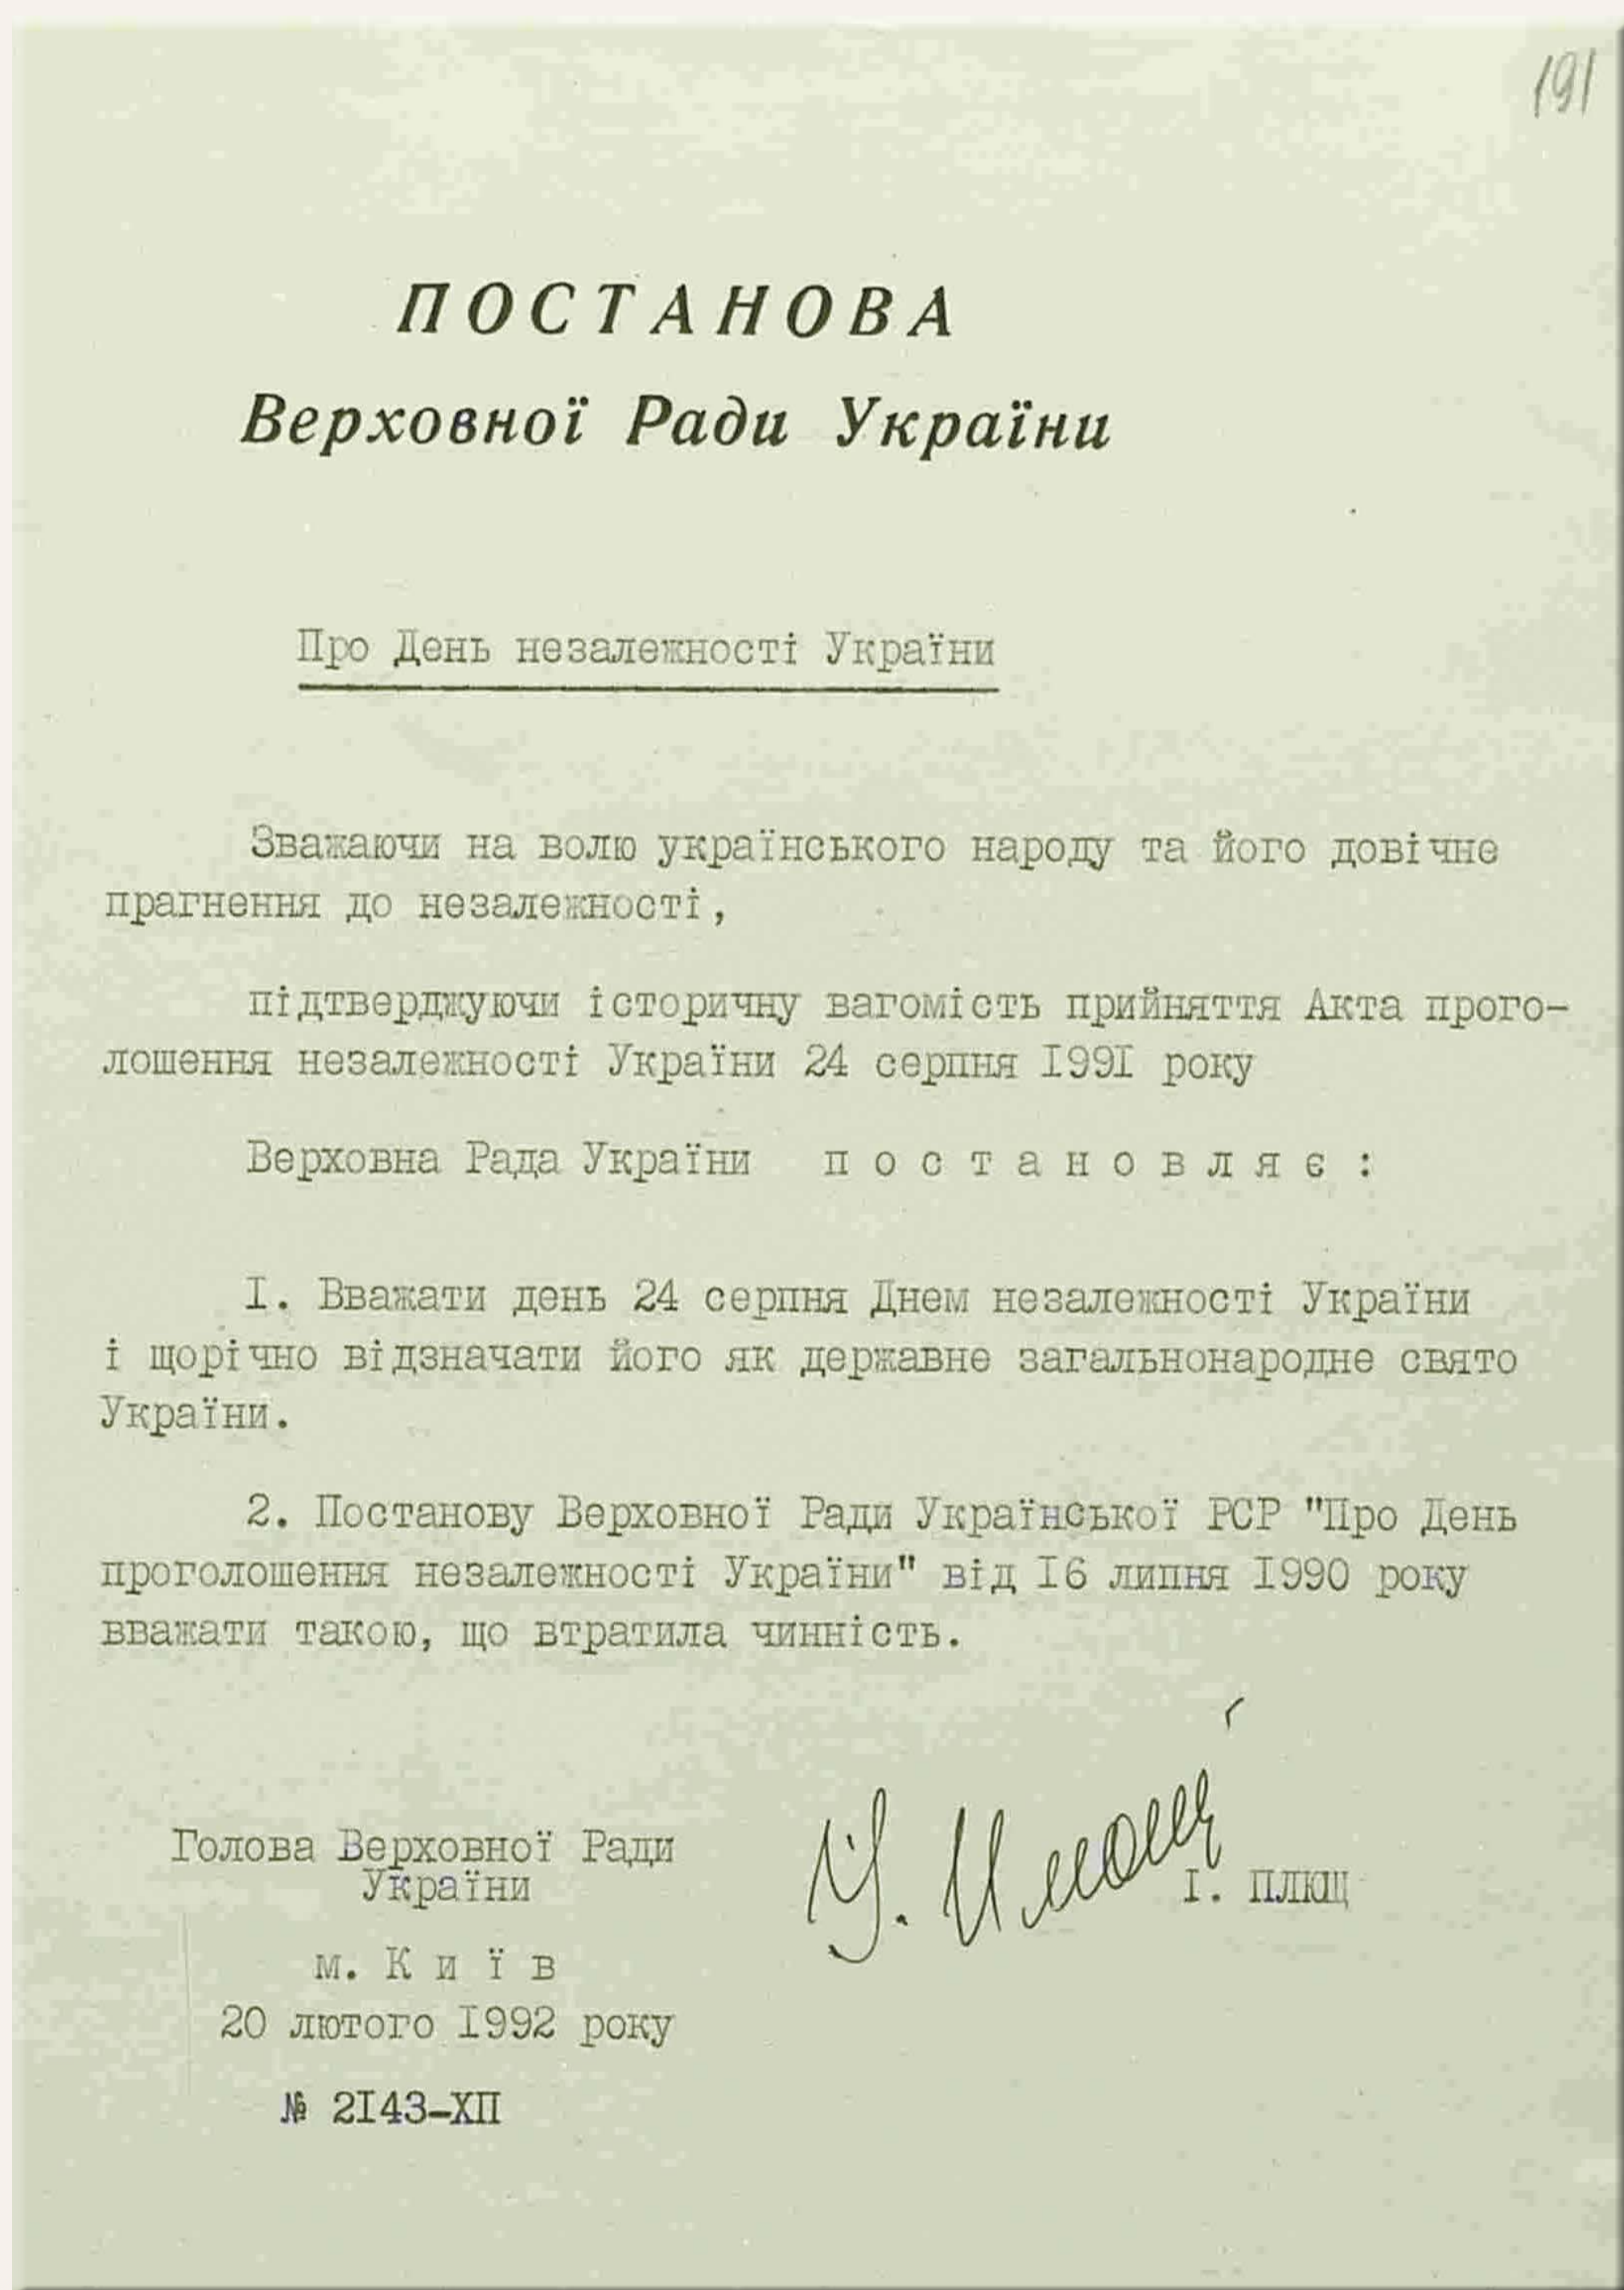 191
ПОСТАНОВА
Верховної Ради України
Про День незалежності України
Зважаючи на волю українського народу та його довічне
прагнення до незалежності,
підтверджуючи історичну вагомість прийняття Акта прого-
лошення незалежності України 24 серпня 1991 року
Верховна Рада України п о с т а н о в л я є :
1. Вважати день 24 серпня Днем незалежності України
і щорічно відзначати його як державне загальнонародне свято
України.
2. Постанову Верховної Ради Української РСР "Про День
проголошення незалежності України" від 16 липня 1990 року
вважати такою, що втратила чинність.
Голова Верховної Ради
України
І. ПЛЮЩ
м. К и ї в
20 лютого 1992 року
№ 2143-XII